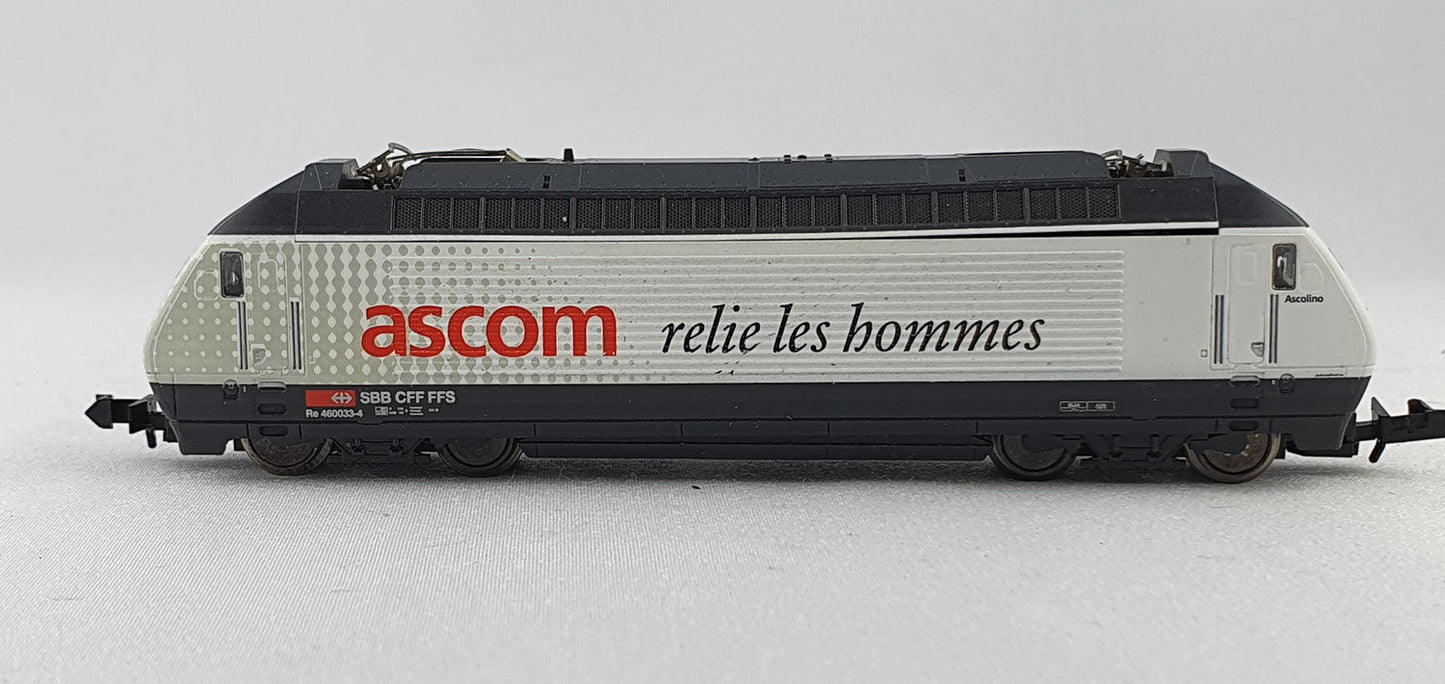 ascom relie les hommes
Ascolino
SBB CFF FFS
Re 460033-4